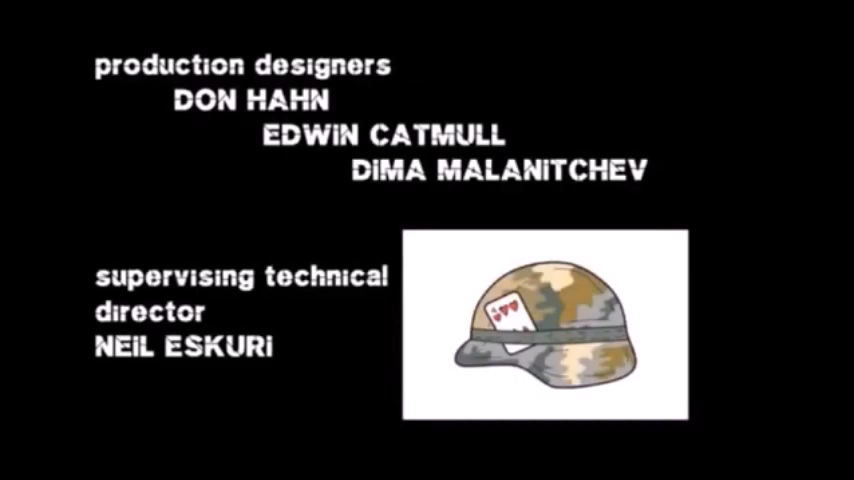 production designers
DON HAHN
EDWiN CATMULL
DiMA MALANiTCHEV
supervising technical
director
NEiL ESKURi